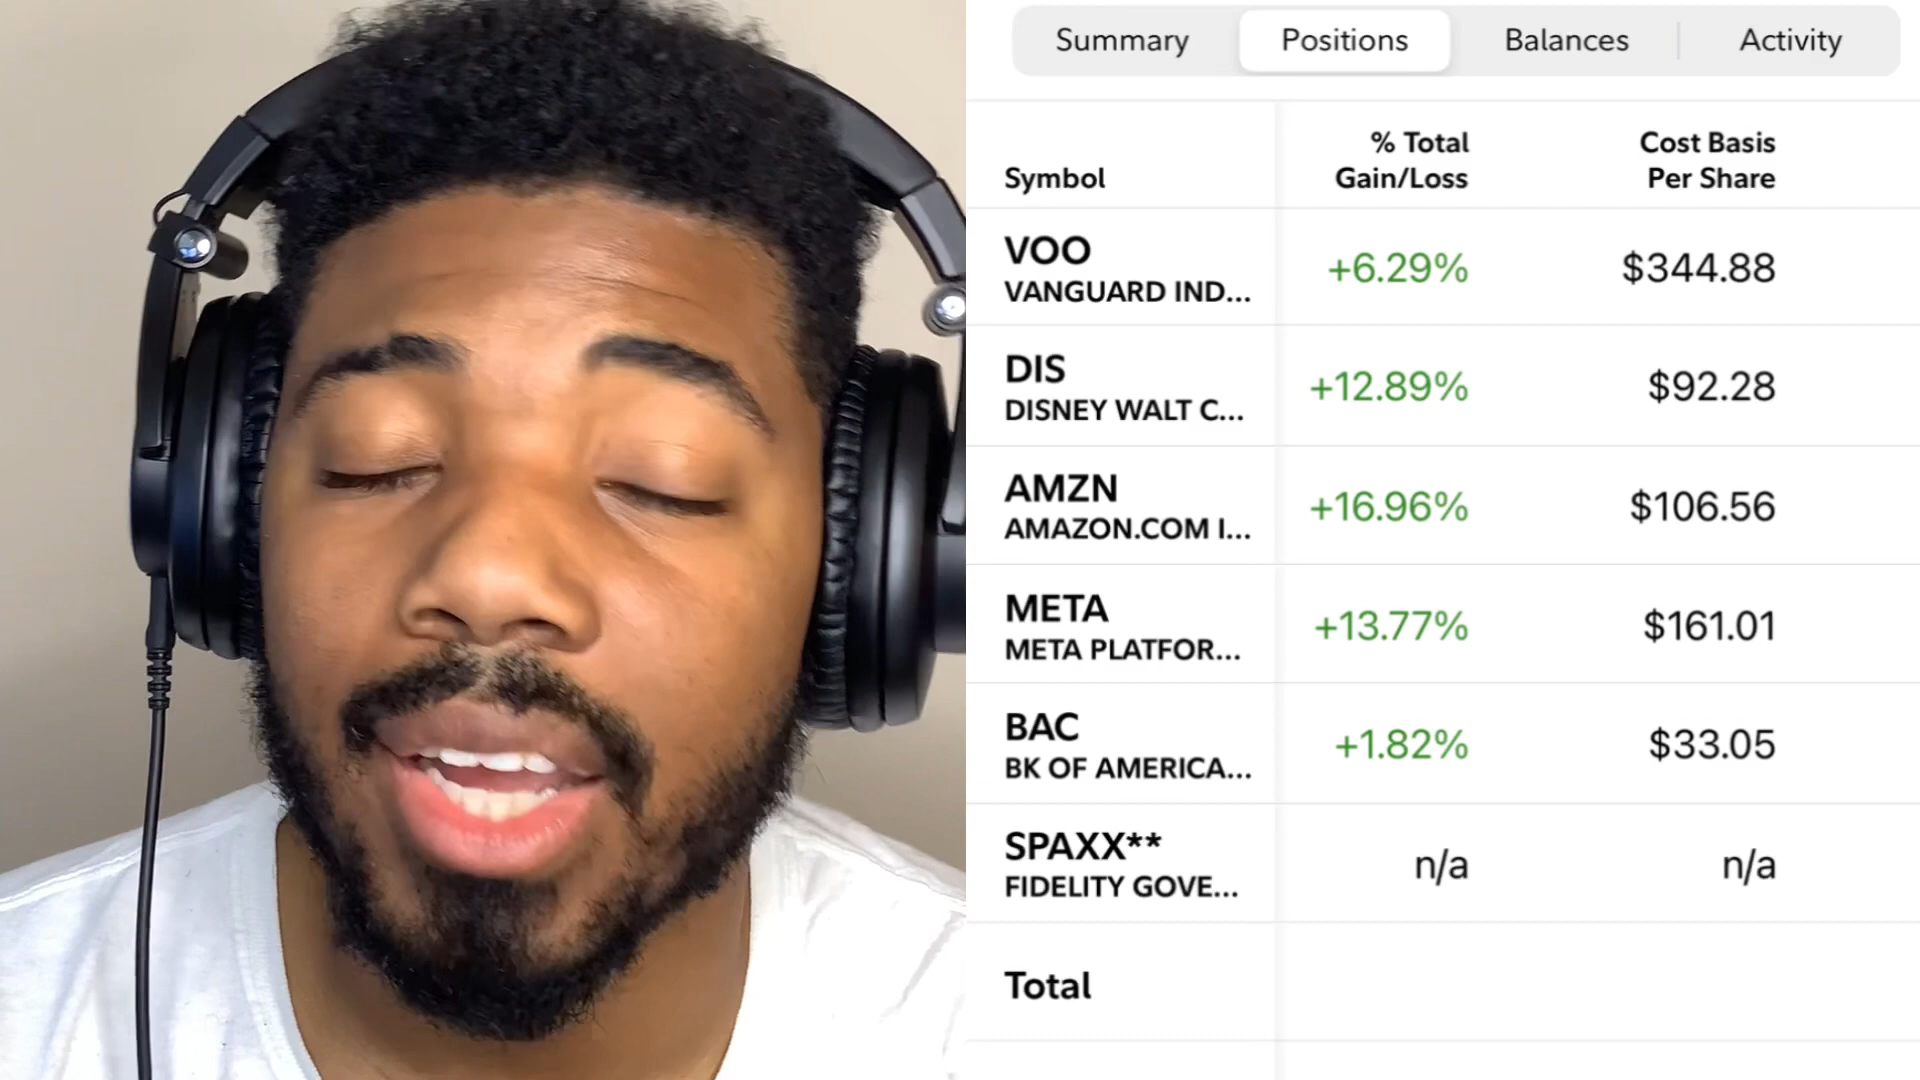 Summary Positions Balances Activity
Symbol % Total Gain/Loss Cost Basis Per Share
VOO
VANGUARD IND... +6.29% $344.88
DIS
DISNEY WALT C... +12.89% $92.28
AMZN
AMAZON.COM I... +16.96% $106.56
META
META PLATFOR... +13.77% $161.01
BAC
BK OF AMERICA... +1.82% $33.05
SPAXX**
FIDELITY GOVE... n/a n/a
Total